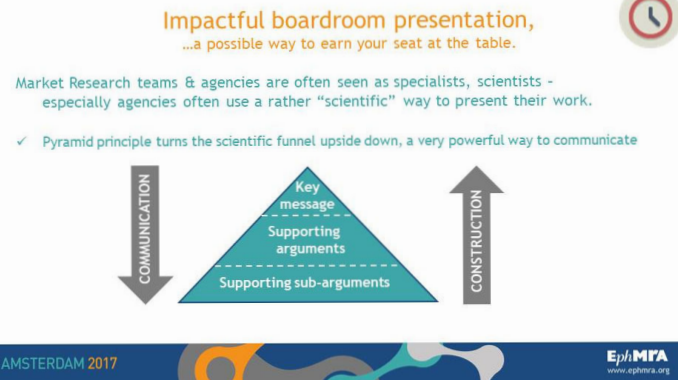 Impactful boardroom presentation,
…a possible way to earn your seat at the table.
Market Research teams & agencies are often seen as specialists, scientists –
especially agencies often use a rather “scientific” way to present their work.
✓ Pyramid principle turns the scientific funnel upside down, a very powerful way to communicate
COMMUNICATION
Key
message
Supporting
arguments
Supporting sub-arguments
CONSTRUCTION
AMSTERDAM 2017
EphMRA
www.ephmra.org